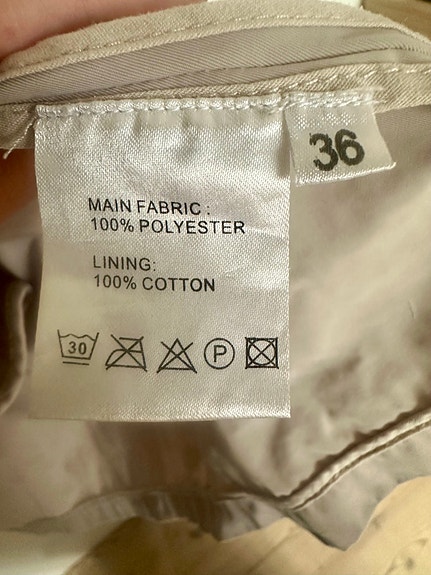 36
MAIN FABRIC :
100% POLYESTER
LINING:
100% COTTON
30 P